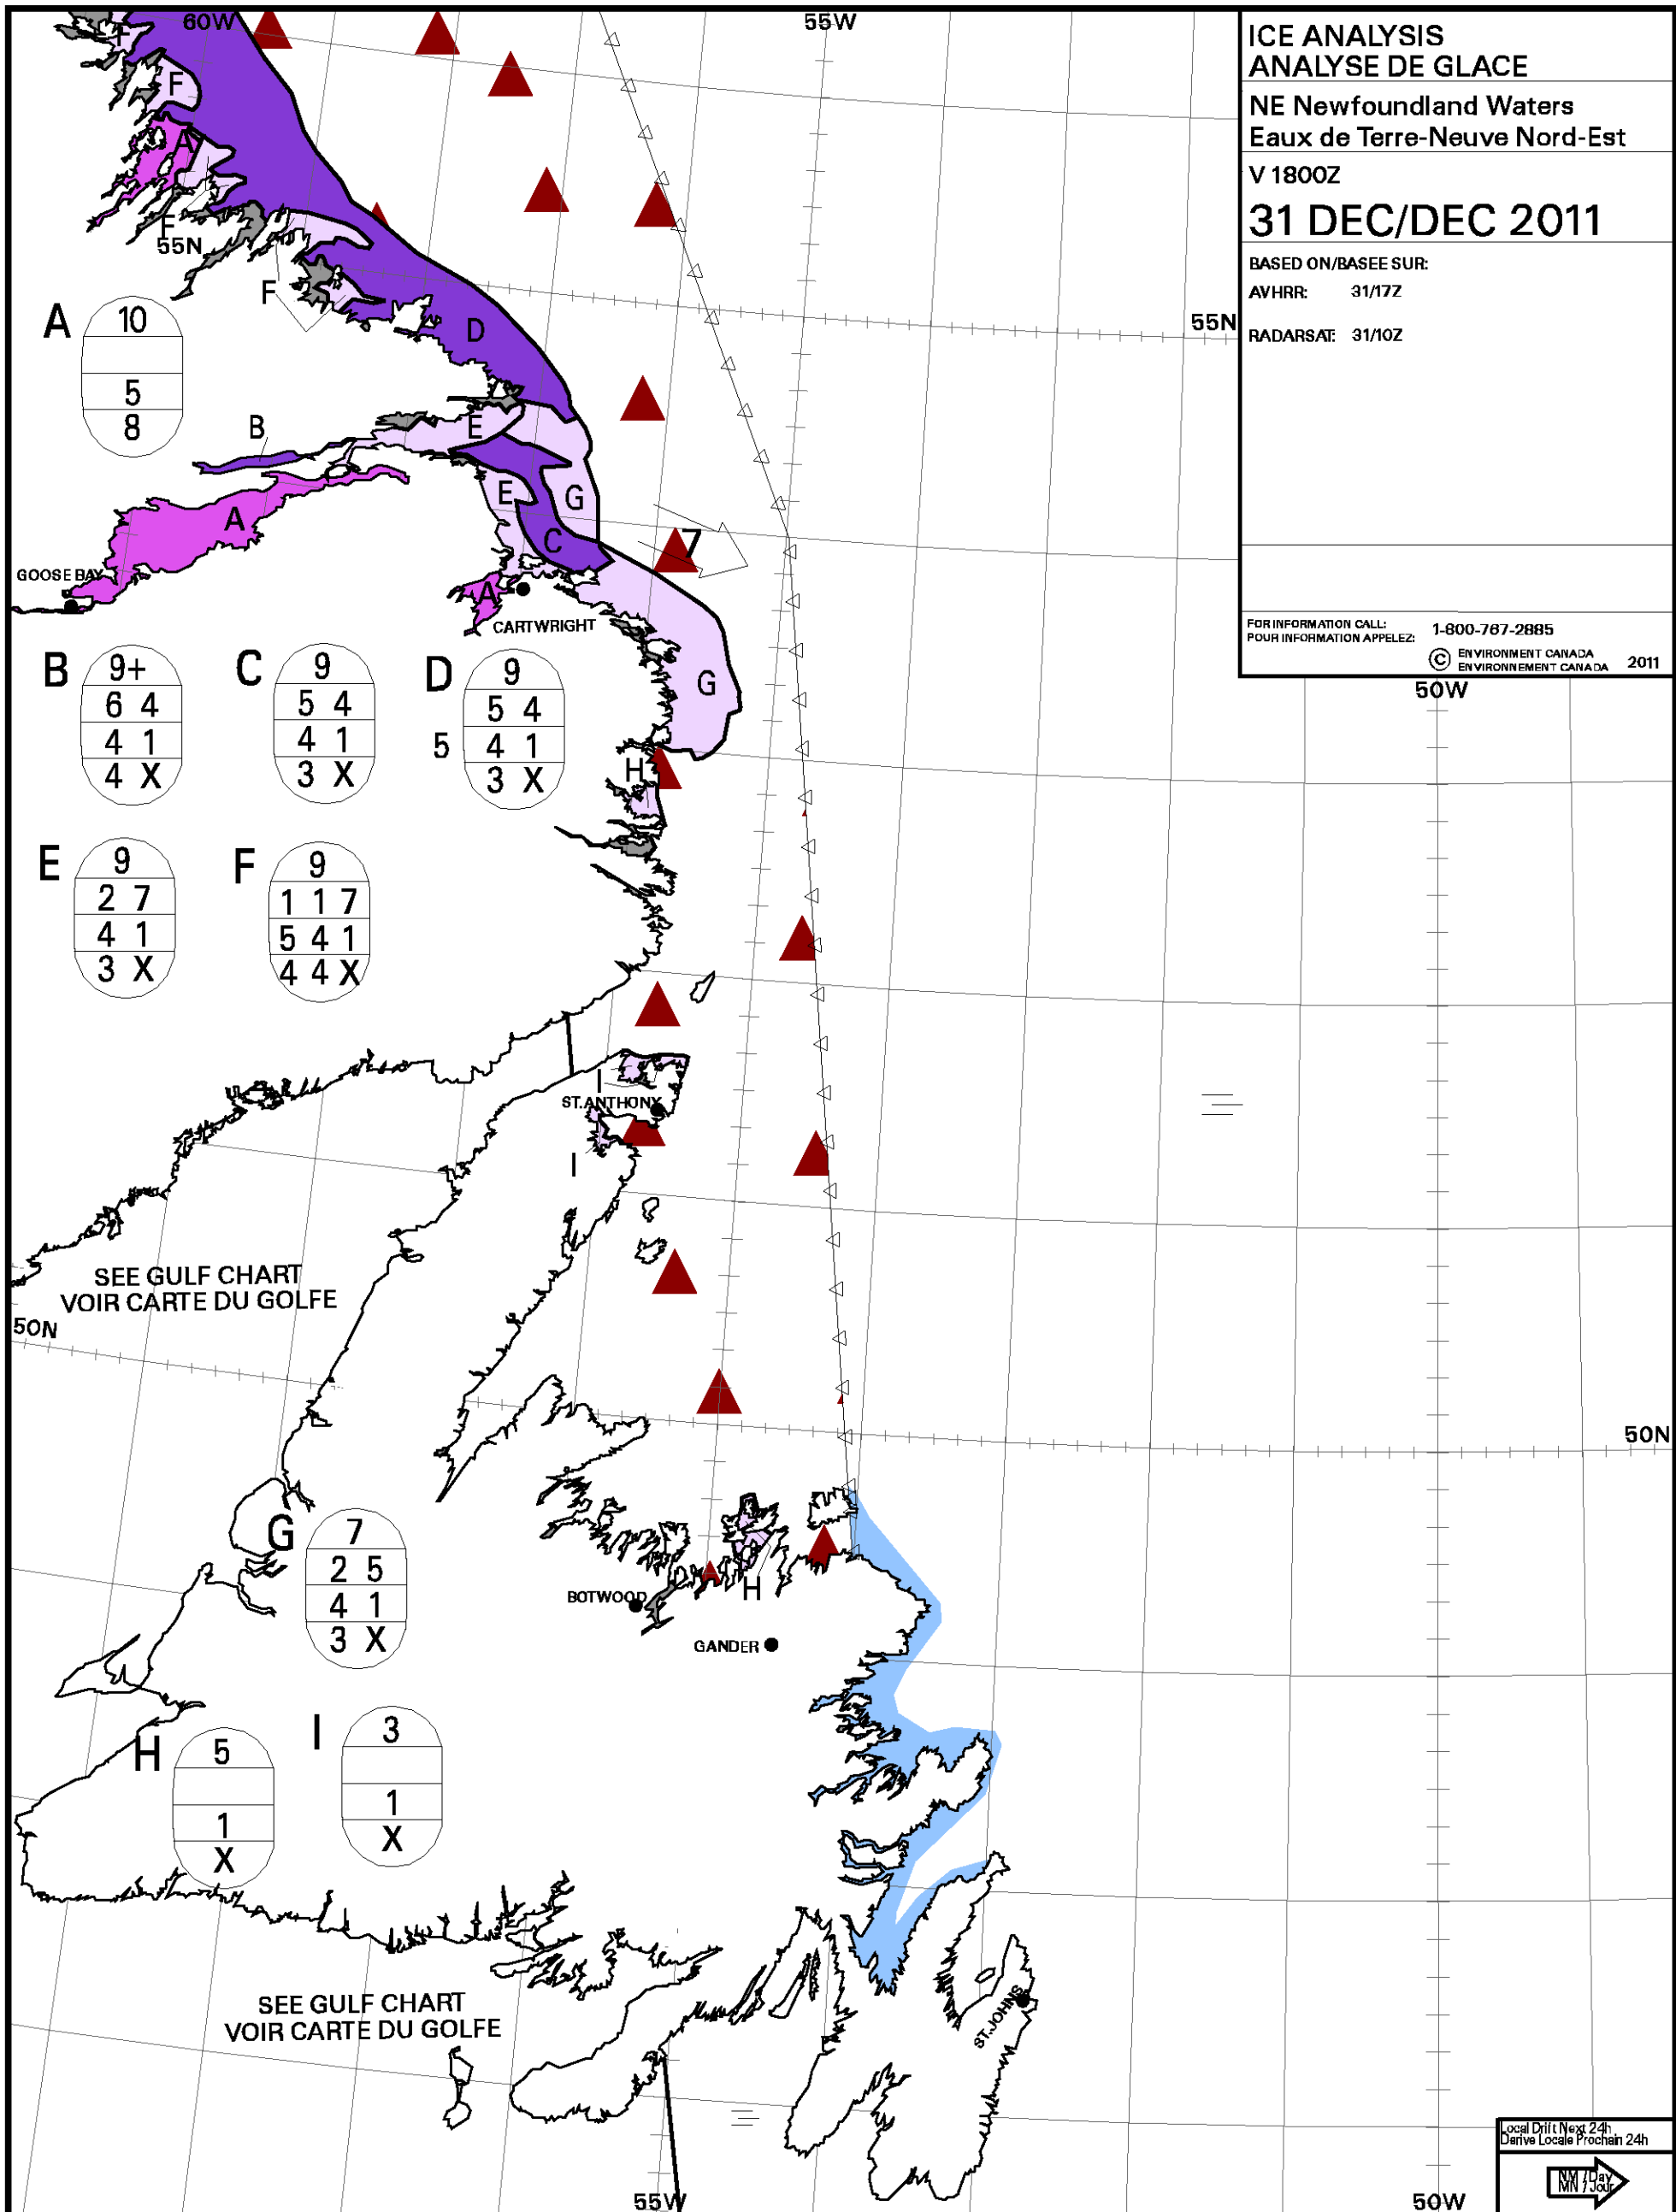 60W
55W
ICE ANALYSIS
ANALYSE DE GLACE
NE Newfoundland Waters
Eaux de Terre-Neuve Nord-Est
V 1800Z
31 DEC/DEC 2011
BASED ON/BASEE SUR:
AVHRR: 31/17Z
RADARSAT: 31/10Z
FOR INFORMATION CALL:
POUR INFORMATION APPELEZ:
1-800-767-2885
© ENVIRONMENT CANADA
ENVIRONNEMENT CANADA 2011
50W
F
F
A
F
55N
F
D
55N
A
10
5
8
B
E
E
G
A
C
7
GOOSE BAY
A
CARTWRIGHT
G
B
9+
6 4
4 1
4 X
C
9
5 4
4 1
3 X
D
9
5 4
5 4 1
3 X
H
E
9
2 7
4 1
3 X
F
9
1 1 7
5 4 1
4 4 X
I
ST.ANTHONY
I
SEE GULF CHART
VOIR CARTE DU GOLFE
50N
50N
G
7
2 5
4 1
3 X
BOTWOOD
H
GANDER
H
5
1
X
I
3
1
X
SEE GULF CHART
VOIR CARTE DU GOLFE
ST.JOHNS
Local Drift Next 24h
Derive Locale Prochain 24h
NM / Day
MN / Jour
55W
50W